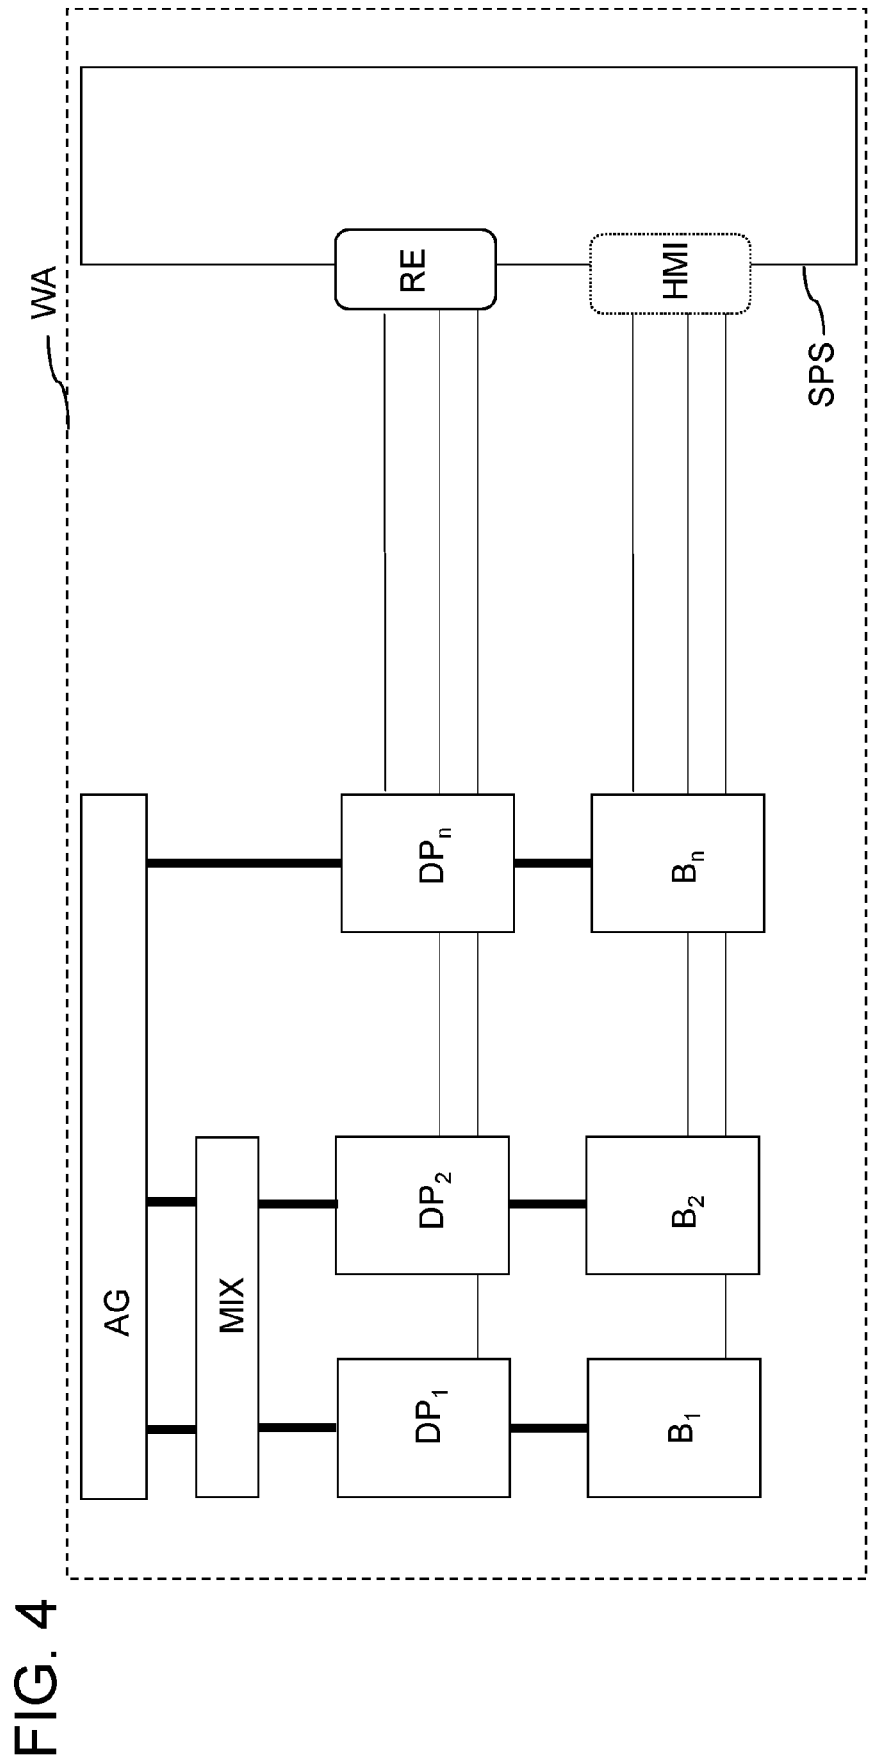 FIG. 4
WA
AG
MIX
DP₁
DP₂
DPₙ
RE
B₁
B₂
Bₙ
HMI
SPS